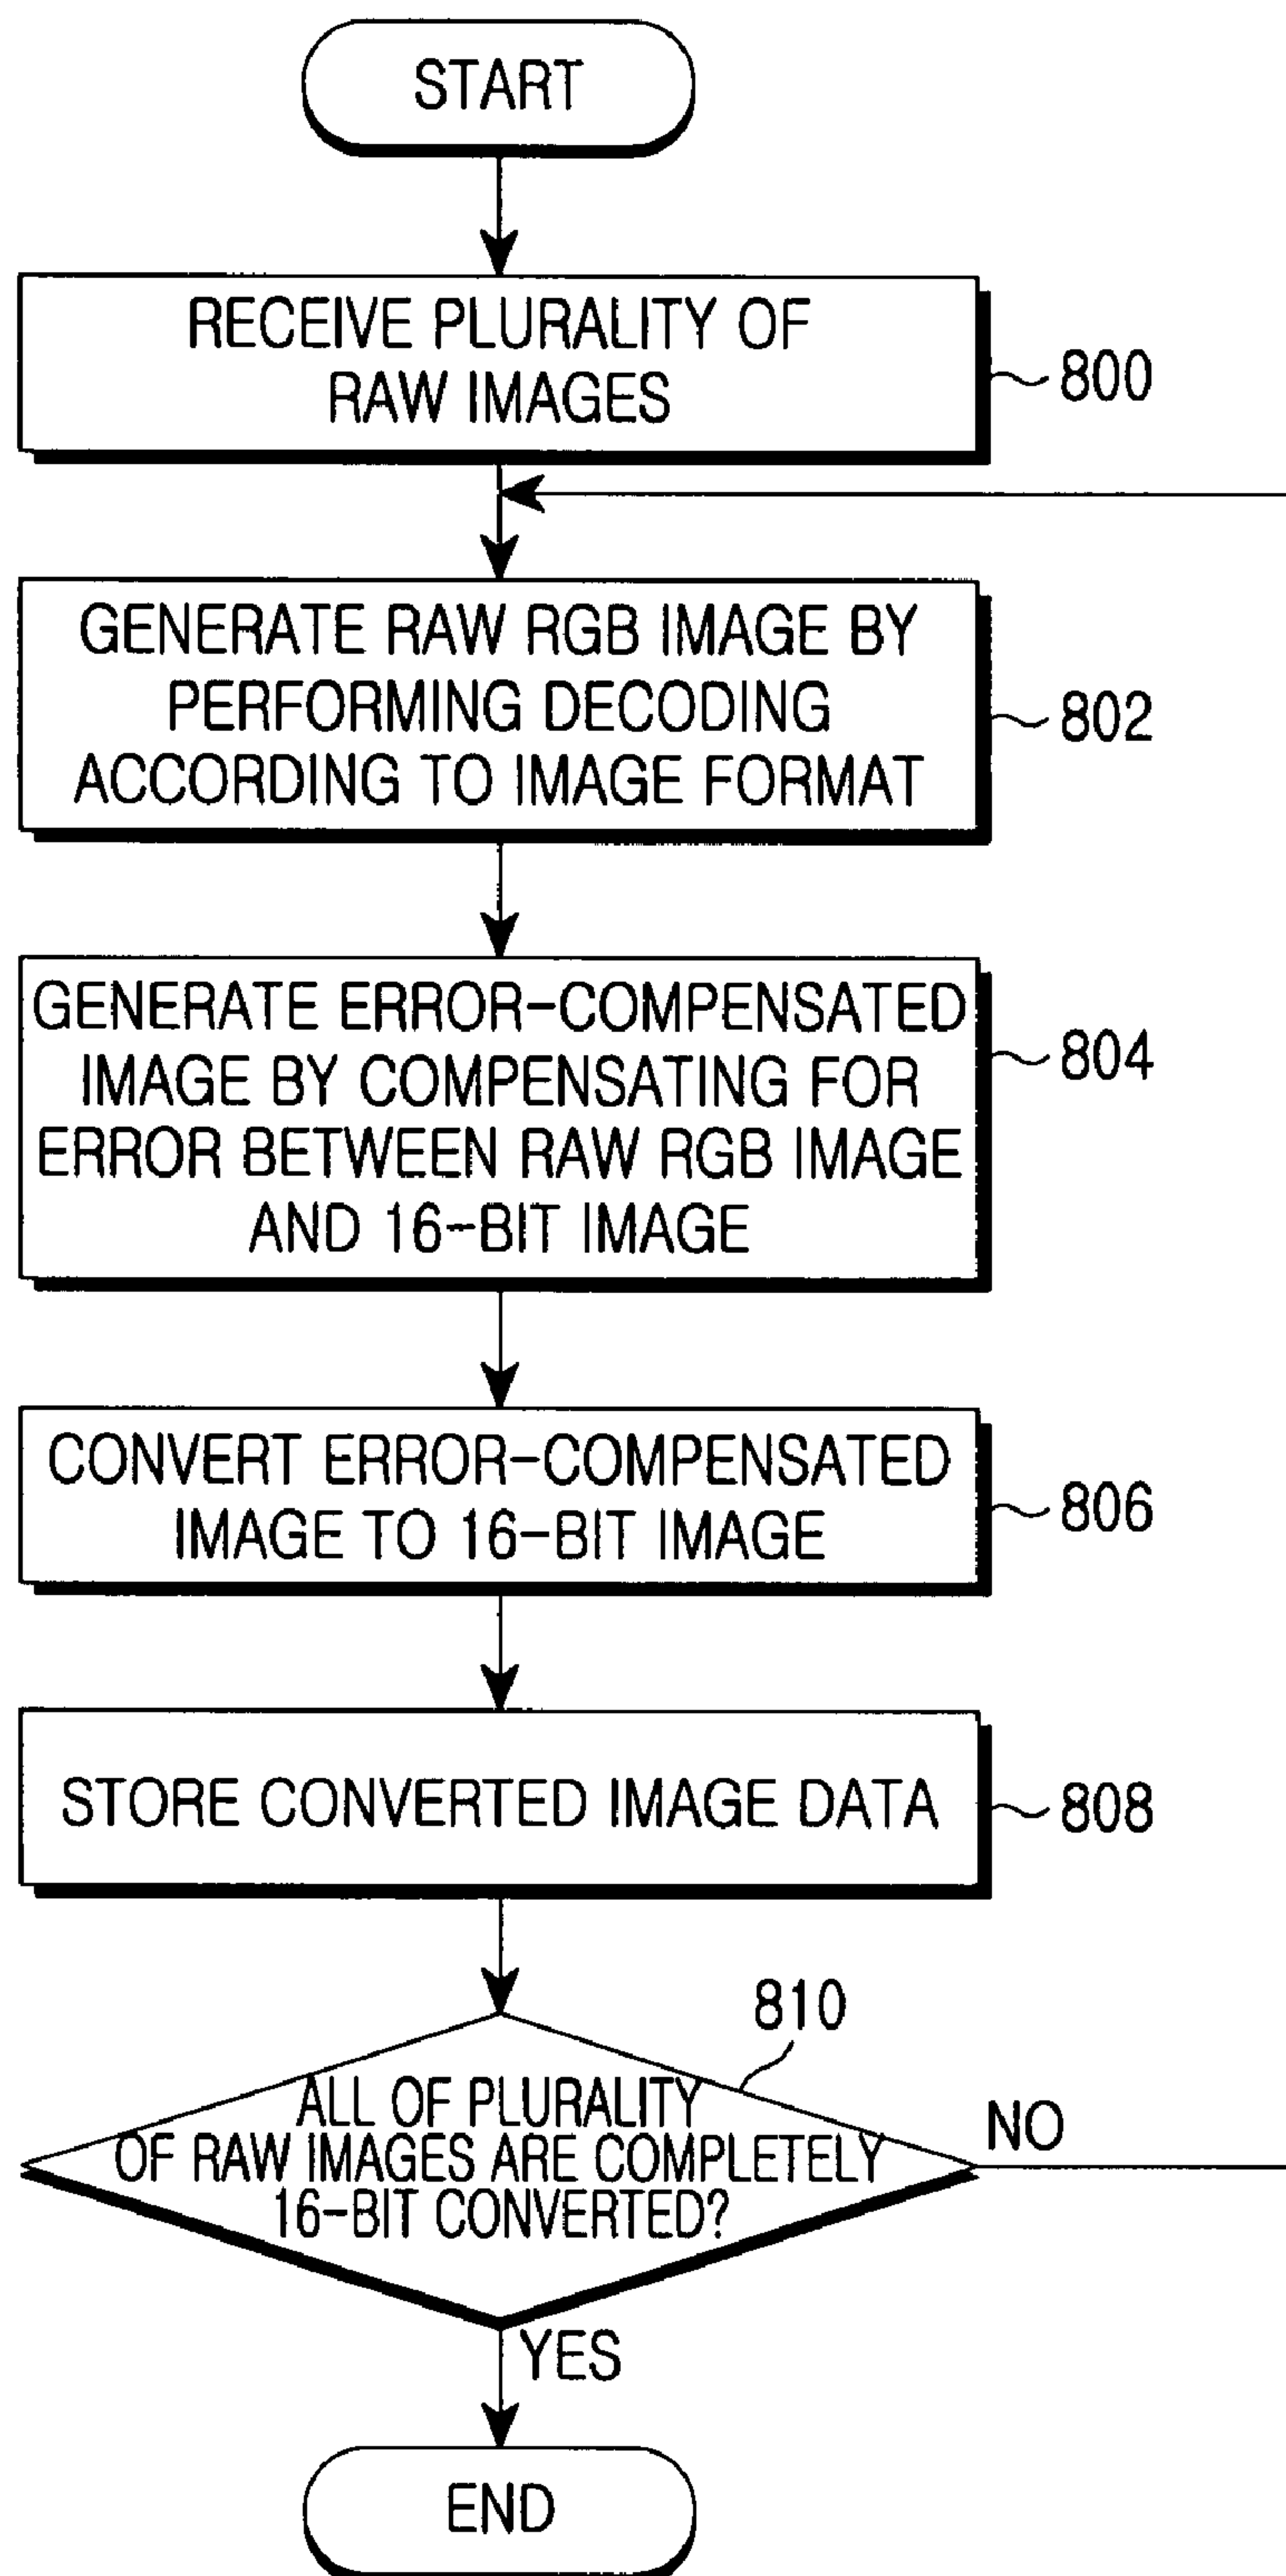 START
RECEIVE PLURALITY OF
RAW IMAGES
800
GENERATE RAW RGB IMAGE BY
PERFORMING DECODING
ACCORDING TO IMAGE FORMAT
802
GENERATE ERROR-COMPENSATED
IMAGE BY COMPENSATING FOR
ERROR BETWEEN RAW RGB IMAGE
AND 16-BIT IMAGE
804
CONVERT ERROR-COMPENSATED
IMAGE TO 16-BIT IMAGE
806
STORE CONVERTED IMAGE DATA
808
810
ALL OF PLURALITY
OF RAW IMAGES ARE COMPLETELY
16-BIT CONVERTED?
NO
YES
END